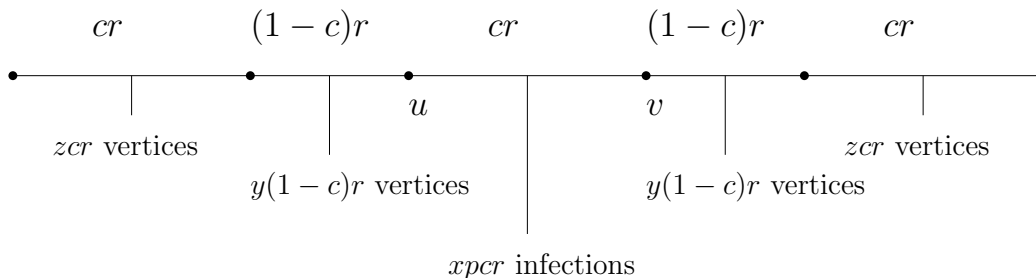 cr (1 − c)r cr (1 − c)r cr
u v
zcr vertices zcr vertices
y(1 − c)r vertices y(1 − c)r vertices
xpcr infections